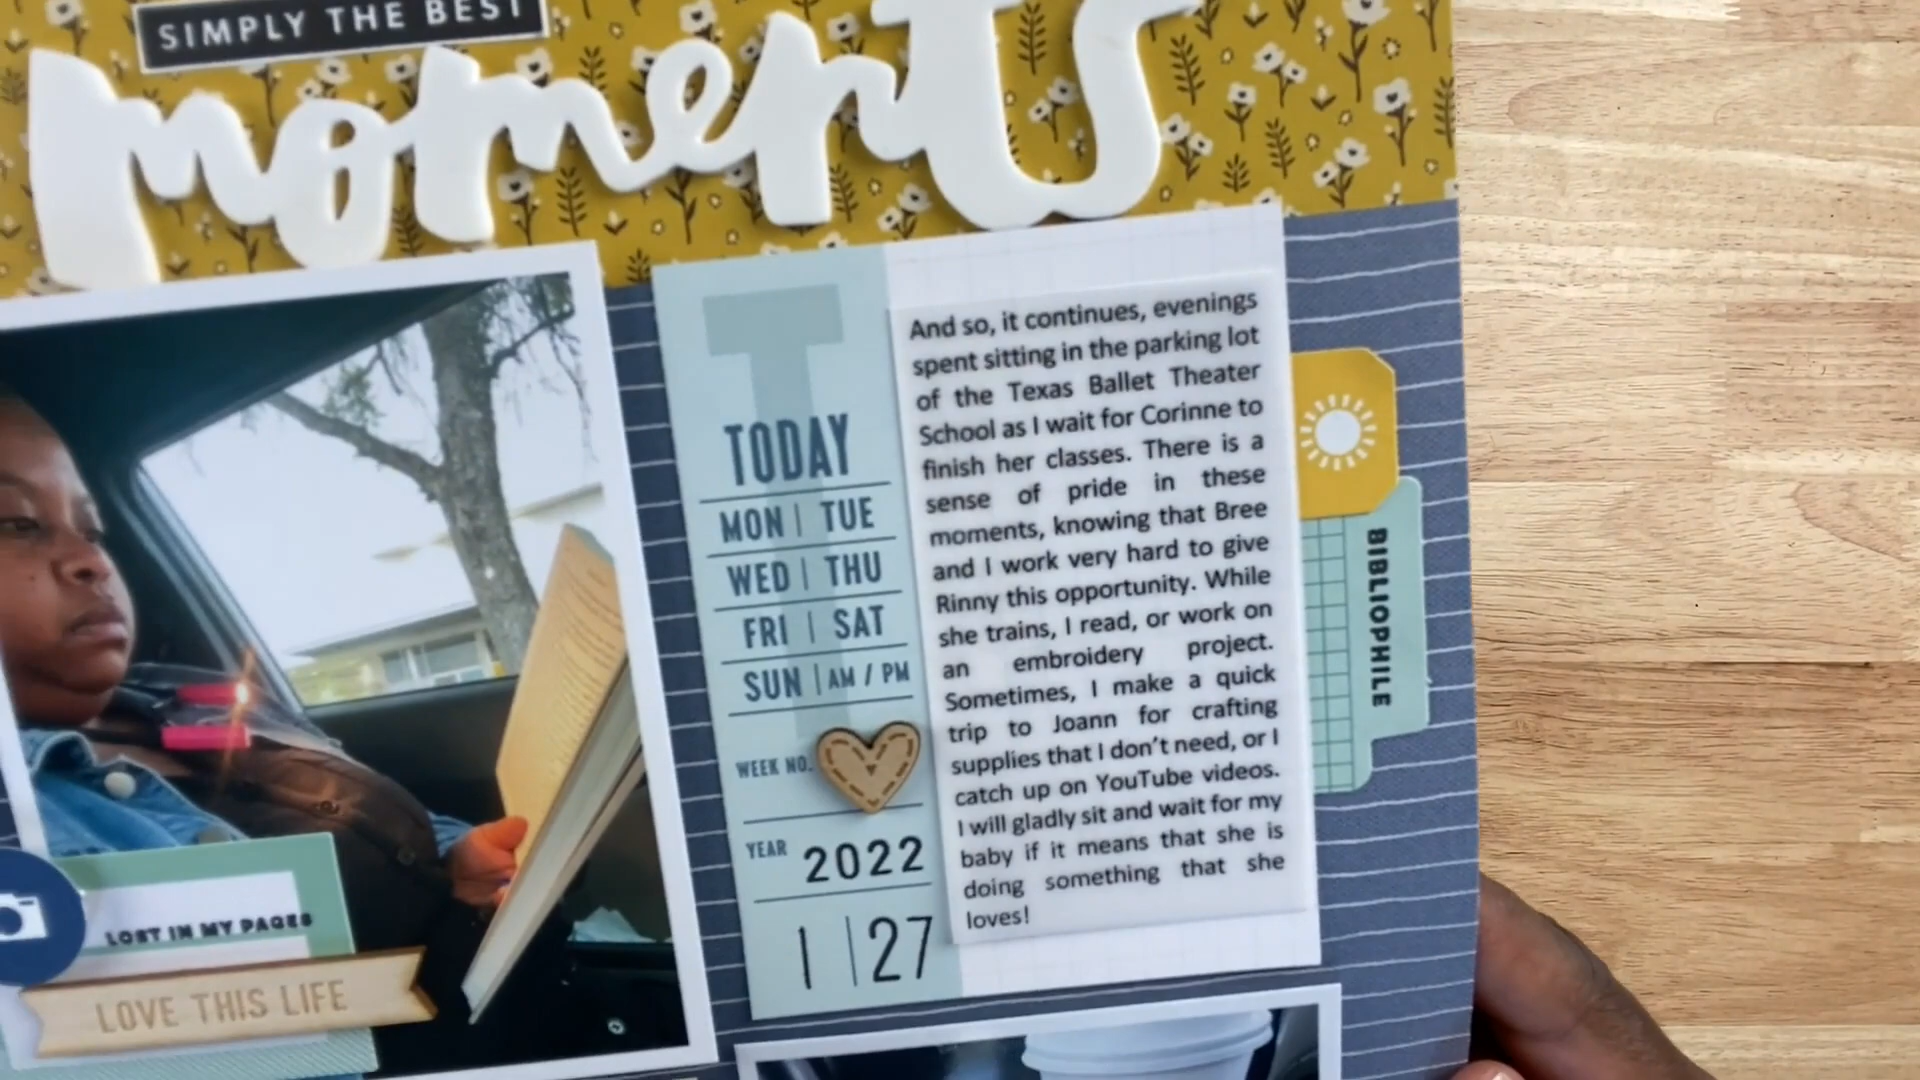 SIMPLY THE BEST
moments
TODAY
MON | TUE
WED | THU
FRI | SAT
SUN | AM / PM
WEEK NO.
YEAR 2022
1 | 27
And so, it continues, evenings
spent sitting in the parking lot
of the Texas Ballet Theater
School as I wait for Corinne to
finish her classes. There is a
sense of pride in these
moments, knowing that Bree
and I work very hard to give
Rinny this opportunity. While
she trains, I read, or work on
an embroidery project.
Sometimes, I make a quick
trip to Joann for crafting
supplies that I don't need, or I
catch up on YouTube videos.
I will gladly sit and wait for my
baby if it means that she is
doing something that she
loves!
BIBLIOPHILE
LOST IN MY PAGES
LOVE THIS LIFE